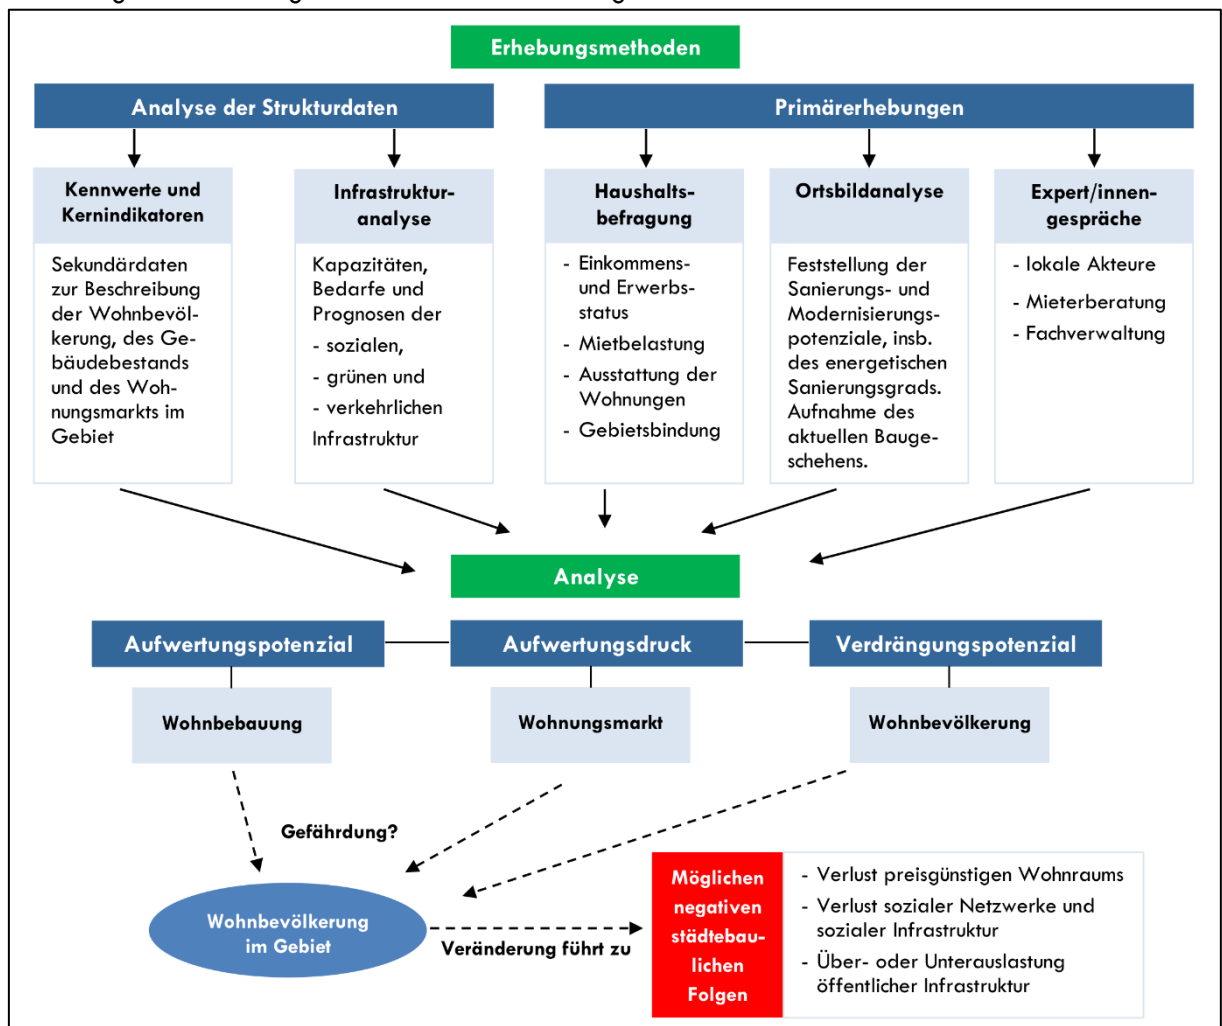 Erhebungsmethoden
Analyse der Strukturdaten
Primärerhebungen
Kennwerte und
Kernindikatoren
Sekundärdaten
zur Beschreibung
der Wohnbevöl-
kerung, des Ge-
bäudebestands
und des Woh-
nungsmarkts im
Gebiet
Infrastruktur-
analyse
Kapazitäten,
Bedarfe und
Prognosen der
- sozialen,
- grünen und
- verkehrlichen
Infrastruktur
Haushalts-
befragung
- Einkommens-
und Erwerbs-
status
- Mietbelastung
- Ausstattung der
Wohnungen
- Gebietsbindung
Ortsbildanalyse
Feststellung der
Sanierungs- und
Modernisierungs-
potenziale, insb.
des energetischen
Sanierungsgrads.
Aufnahme des
aktuellen Bauge-
schehens.
Expert/innen-
gespräche
- lokale Akteure
- Mieterberatung
- Fachverwaltung
Analyse
Aufwertungspotenzial
Aufwertungsdruck
Verdrängungspotenzial
Wohnbebauung
Wohnungsmarkt
Wohnbevölkerung
Gefährdung?
Wohnbevölkerung
im Gebiet
Veränderung führt zu
Möglichen
negativen
städtebau-
lichen
Folgen
- Verlust preisgünstigen Wohnraums
- Verlust sozialer Netzwerke und
sozialer Infrastruktur
- Über- oder Unterauslastung
öffentlicher Infrastruktur